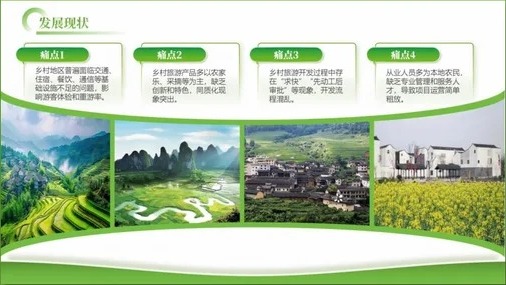 发展现状
痛点1
乡村地区普遍面临交通、
住宿、餐饮、通信等基
础设施不足的问题，影
响游客体验和重游率。
痛点2
乡村旅游产品多以农家
乐、采摘等为主，缺乏
创新和特色，同质化现
象突出。
痛点3
乡村旅游开发过程中存
在“求快”“先动工后
审批”等现象，开发流
程混乱。
痛点4
从业人员多为本地农民，
缺乏专业管理和服务人
才，导致项目运营简单
粗放。